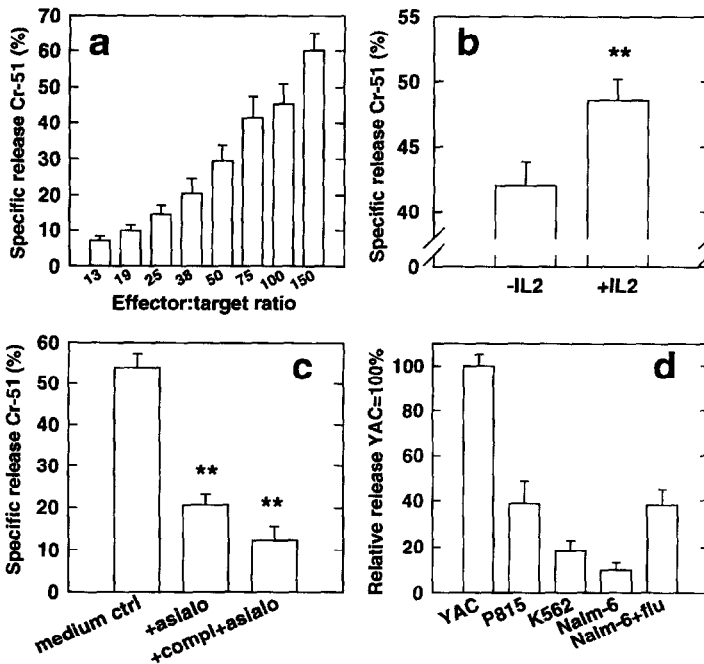 a
Specific release Cr-51 (%)
70
60
50
40
30
20
10
0
13 19 25 38 50 75 100 150
Effector:target ratio
b
Specific release Cr-51 (%)
55
50
45
40
0
**
-IL2 +IL2
c
Specific release Cr-51 (%)
60
50
40
30
20
10
0
** **
medium ctrl +asialo +compl+asialo
d
Relative release YAC=100%
100
80
60
40
20
0
YAC P815 K562 Nalm-6 Nalm-6+flu